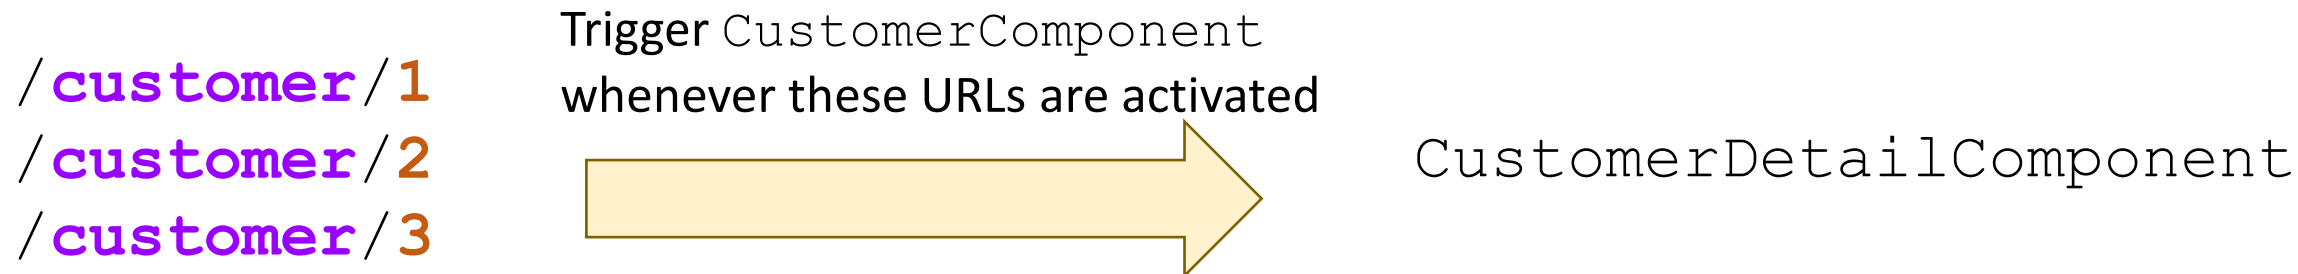 /customer/1
/customer/2
/customer/3
Trigger CustomerComponent
whenever these URLs are activated
CustomerDetailComponent